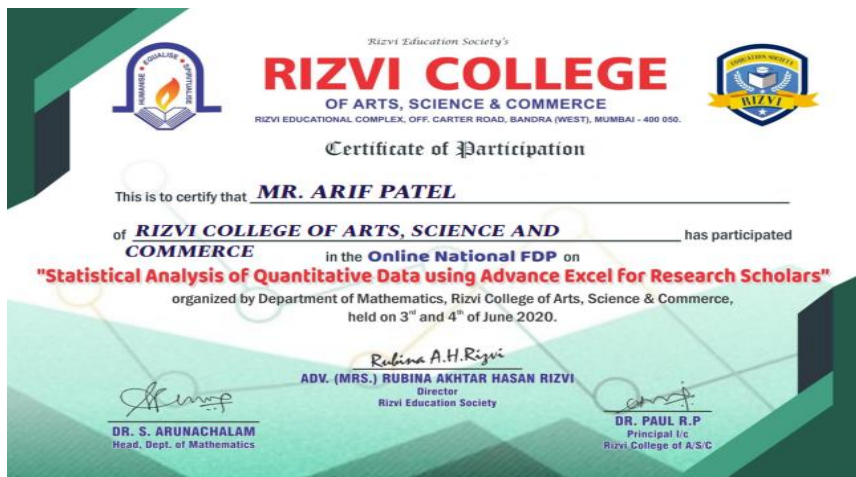 Rizvi Education Society's
RIZVI COLLEGE
OF ARTS, SCIENCE & COMMERCE
RIZVI EDUCATIONAL COMPLEX, OFF. CARTER ROAD, BANDRA (WEST), MUMBAI - 400 050.
HUMANISE • EQUALISE • SPIRITUALISE
EDUCATION SOCIETY
RIZVI
Certificate of Participation
This is to certify that MR. ARIF PATEL
of RIZVI COLLEGE OF ARTS, SCIENCE AND has participated
COMMERCE in the Online National FDP on
"Statistical Analysis of Quantitative Data using Advance Excel for Research Scholars"
organized by Department of Mathematics, Rizvi College of Arts, Science & Commerce,
held on 3rd and 4th of June 2020.
Rubina A.H.Rizvi
ADV. (MRS.) RUBINA AKHTAR HASAN RIZVI
Director
Rizvi Education Society
DR. S. ARUNACHALAM
Head, Dept. of Mathematics
DR. PAUL R.P
Principal I/c
Rizvi College of A/S/C